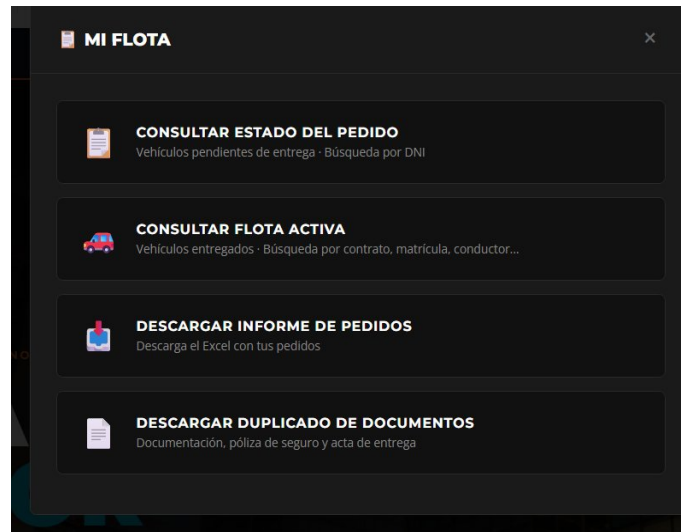 MI FLOTA
×
CONSULTAR ESTADO DEL PEDIDO
Vehículos pendientes de entrega · Búsqueda por DNI
CONSULTAR FLOTA ACTIVA
Vehículos entregados · Búsqueda por contrato, matrícula, conductor...
DESCARGAR INFORME DE PEDIDOS
Descarga el Excel con tus pedidos
DESCARGAR DUPLICADO DE DOCUMENTOS
Documentación, póliza de seguro y acta de entrega